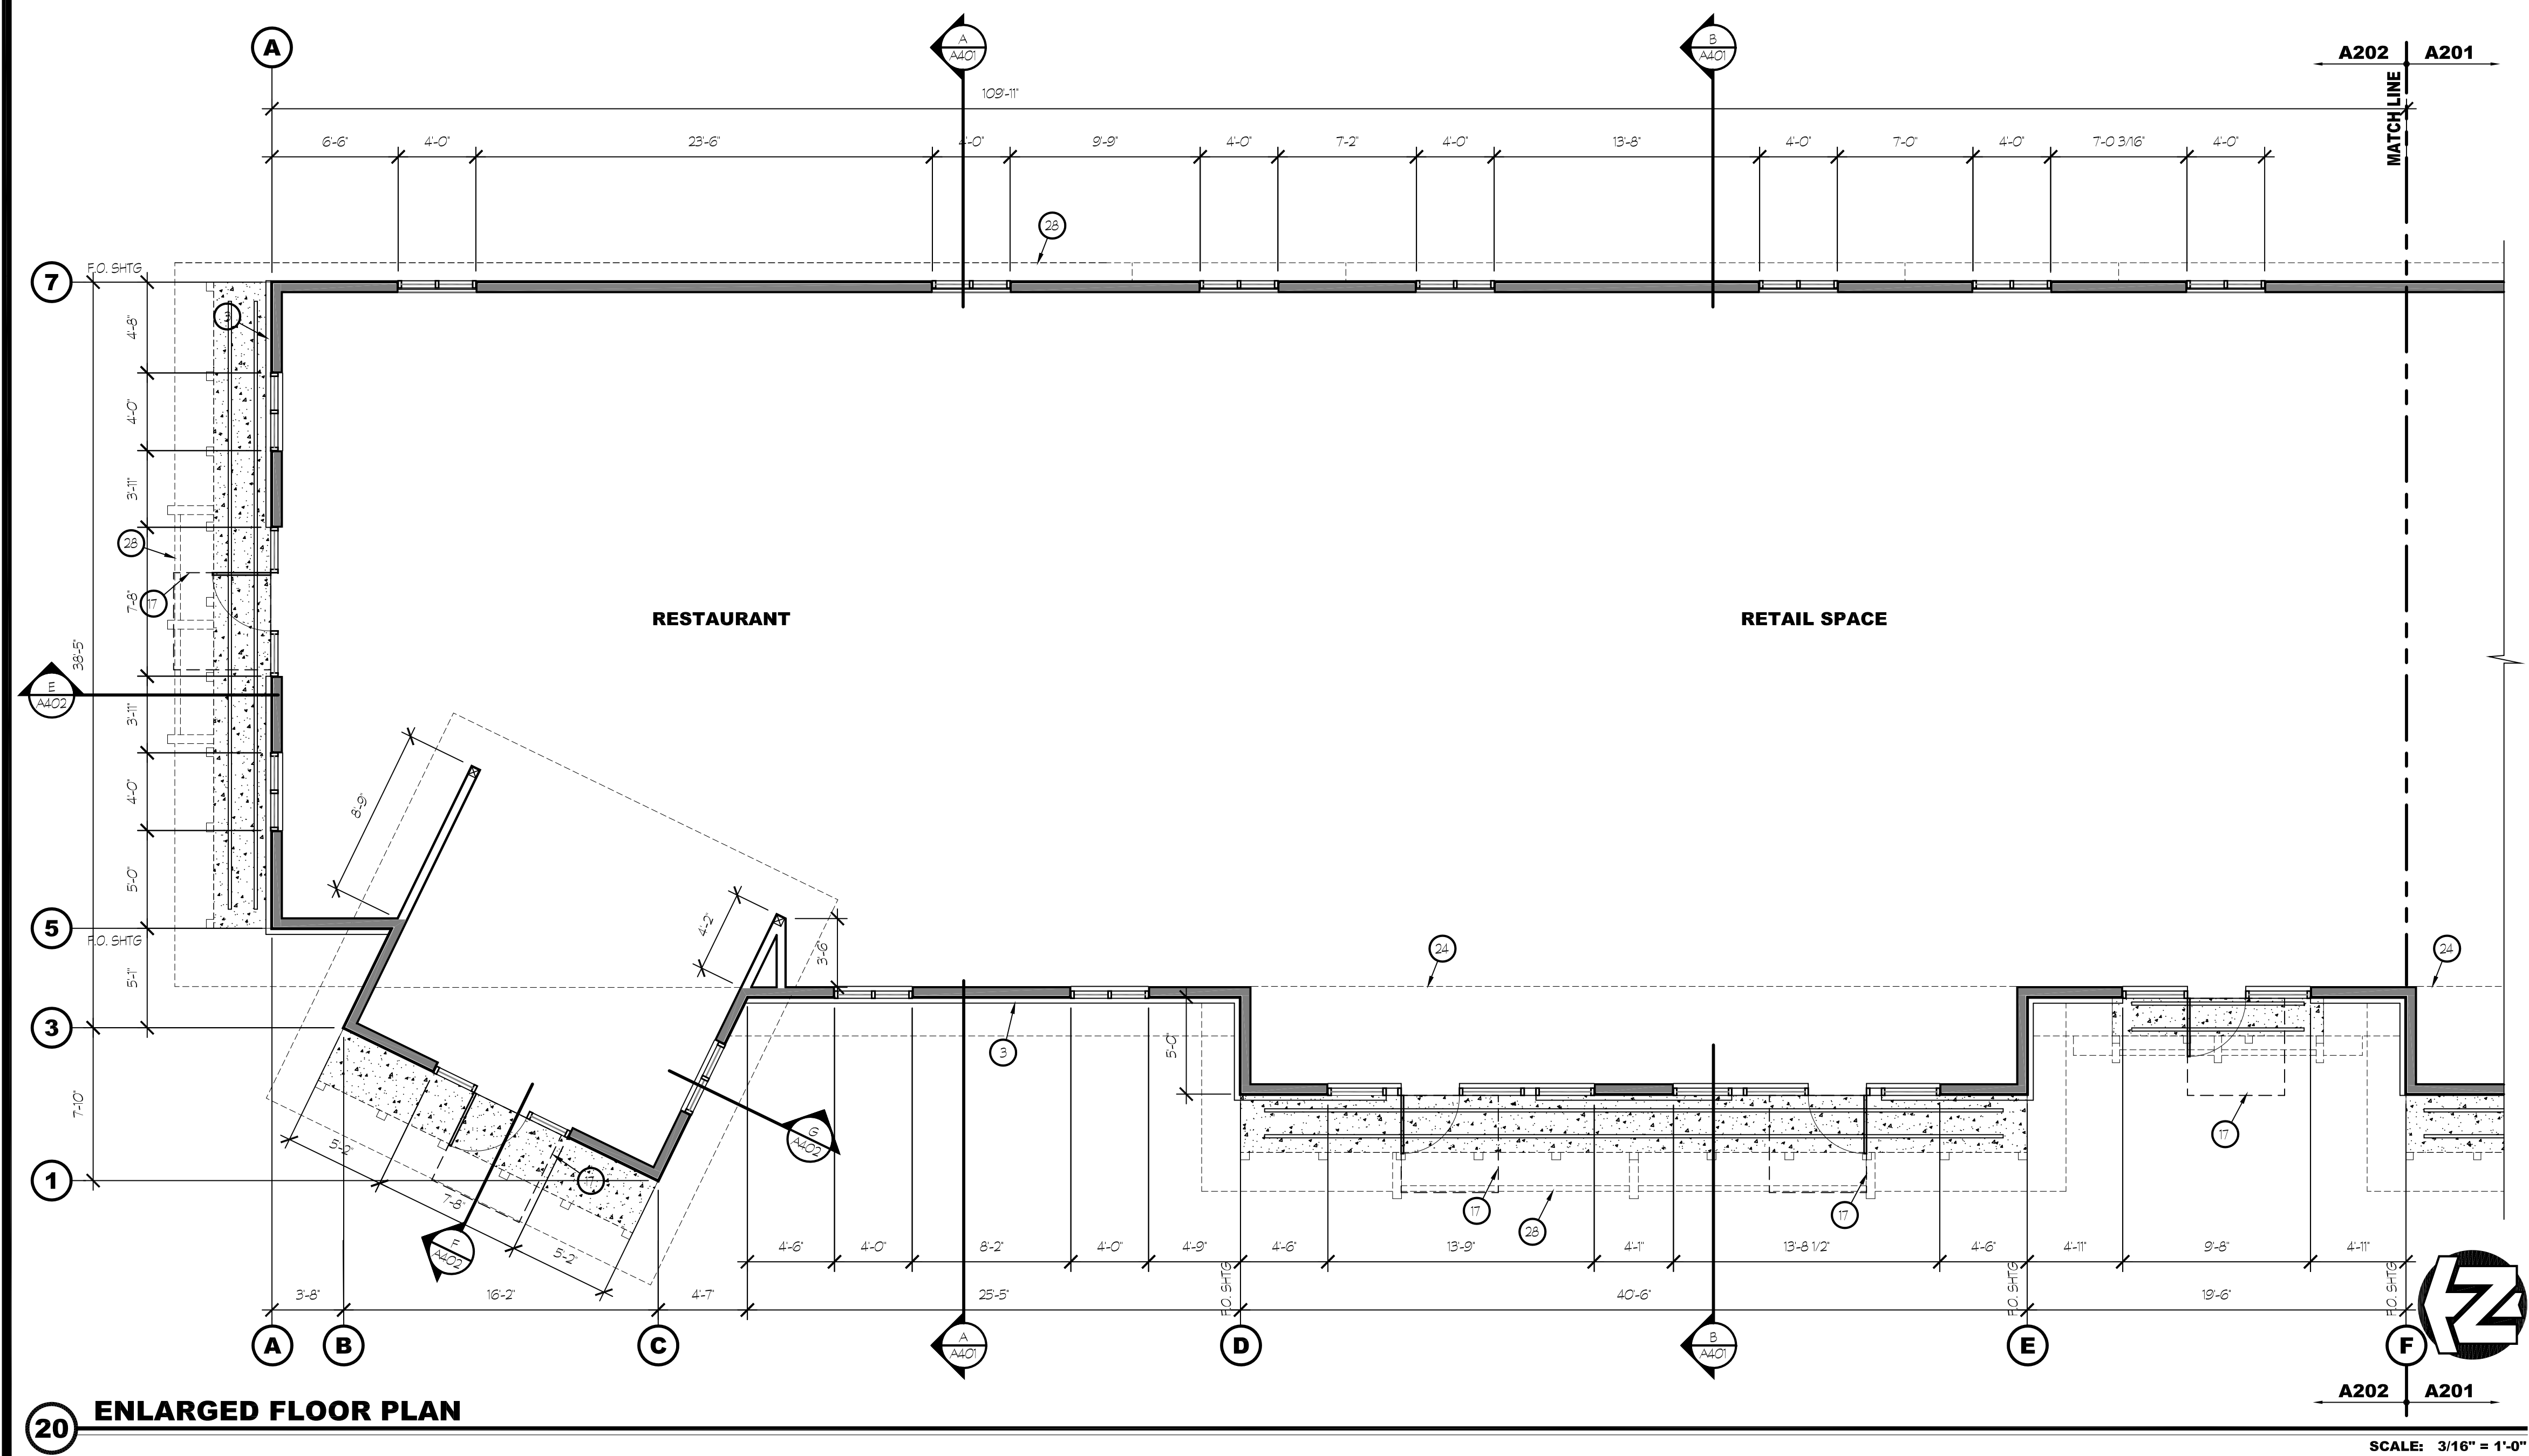 A
A
A401
B
A401
A202 A201
MATCH LINE
109'-11"
6'-6" 4'-0" 23'-6" 4'-0" 9'-9" 4'-0" 7'-2" 4'-0" 13'-8" 4'-0" 7'-0" 4'-0" 7'-0 3/16" 4'-0"
28
7
F.O. SHTG
4'-8"
3
4'-0"
3'-11"
28
17
7'-8"
38'-5"
RESTAURANT
RETAIL SPACE
E
A402
3'-11"
4'-0"
8'-9"
5'-0"
4'-2"
3'-6"
5
F.O. SHTG
24
24
5'-1"
3
3
5'-0"
7'-10"
G
A402
17
5'-2"
1
17
7'-8"
17
17
28
F
A402
5'-2"
4'-6" 4'-0" 8'-2" 4'-0" 4'-9" 4'-6" 13'-9" 4'-1" 13'-8 1/2" 4'-6" 4'-11" 9'-8" 4'-11"
F.O. SHTG
F.O. SHTG
F.O. SHTG
3'-8" 16'-2" 4'-7" 25'-5" 40'-6" 19'-6"
Z
A B C
A
A401
D
B
A401
E F
A202 A201
20 ENLARGED FLOOR PLAN
SCALE: 3/16" = 1'-0"